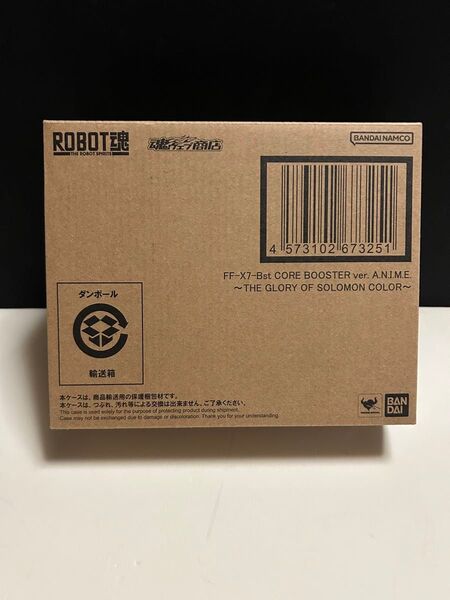 ROBOT魂
THE ROBOT SPIRITS
魂ウェブ商店
BANDAI NAMCO
4 573102 673251
FF-X7-Bst CORE BOOSTER ver. A.N.I.M.E.
～THE GLORY OF SOLOMON COLOR～
ダンボール
輸送箱
本ケースは、商品輸送用の保護梱包材です。
本ケースは、つぶれ、汚れ等による交換は出来ません。ご了承ください。
This case is used solely for the purpose of protecting product during shipment.
Case may not be exchanged due to damage or discoloration. Thank you for your understanding.
BAN
DAI